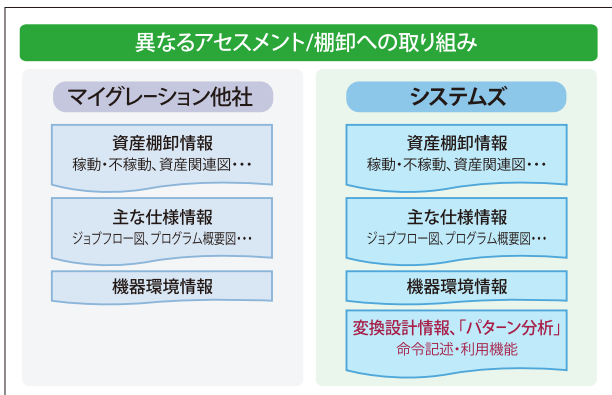 異なるアセスメント/棚卸への取り組み
マイグレーション他社
資産棚卸情報
稼動・不稼動、資産関連図・・・
主な仕様情報
ジョブフロー図、プログラム概要図・・・
機器環境情報
システムズ
資産棚卸情報
稼動・不稼動、資産関連図・・・
主な仕様情報
ジョブフロー図、プログラム概要図・・・
機器環境情報
変換設計情報、「パターン分析」
命令記述・利用機能